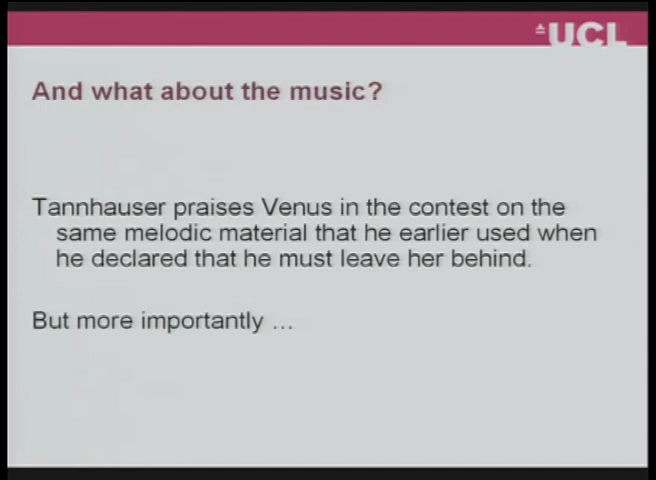 UCL
And what about the music?
Tannhauser praises Venus in the contest on the
same melodic material that he earlier used when
he declared that he must leave her behind.
But more importantly ...